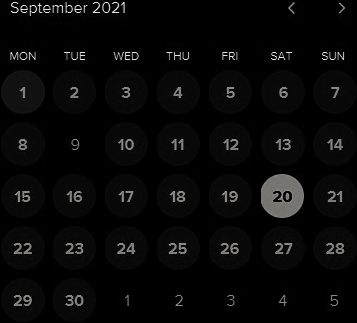 September 2021
MON TUE WED THU FRI SAT SUN
1 2 3 4 5 6 7
8 9 10 11 12 13 14
15 16 17 18 19 20 21
22 23 24 25 26 27 28
29 30 1 2 3 4 5